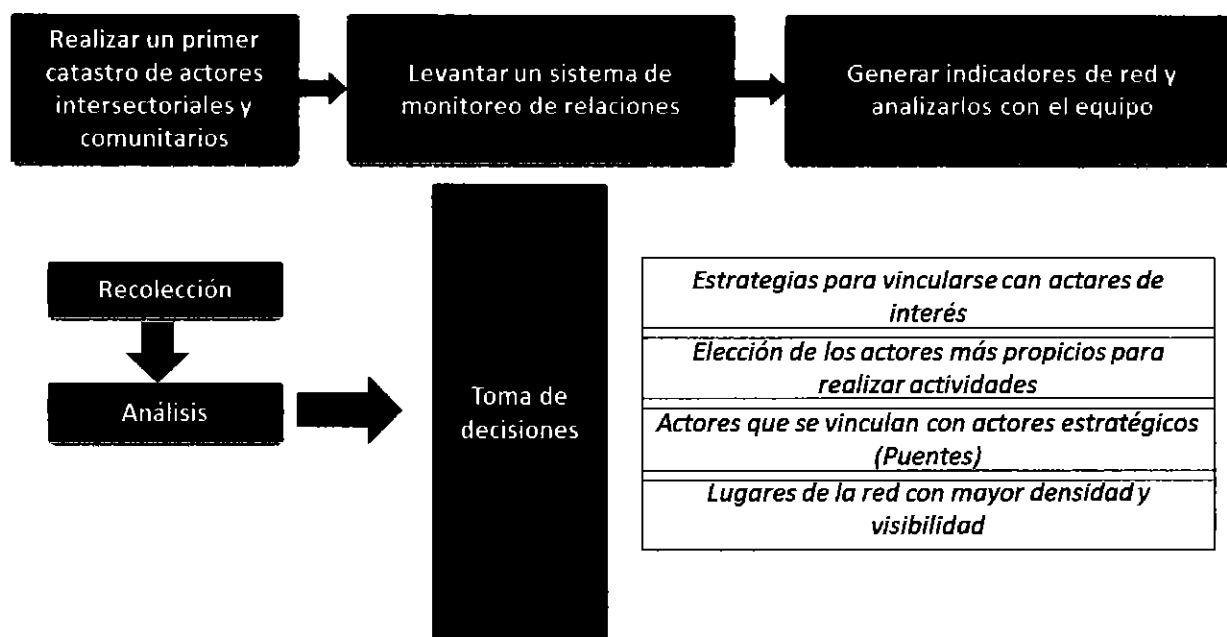 Realizar un primer
catastro de actores
intersectoriales y
comunitarios
Levantar un sistema de
monitoreo de relaciones
Generar indicadores de red y
analizarlos con el equipo
Recolección
Análisis
Toma de
decisiones
Estrategias para vincularse can actares de
interés
Elección de los actores más propicios para
realizar actividades
Actores que se vinculan con actores estratégicos
(Puentes)
Lugares de la red con mayor densidad y
visibilidad